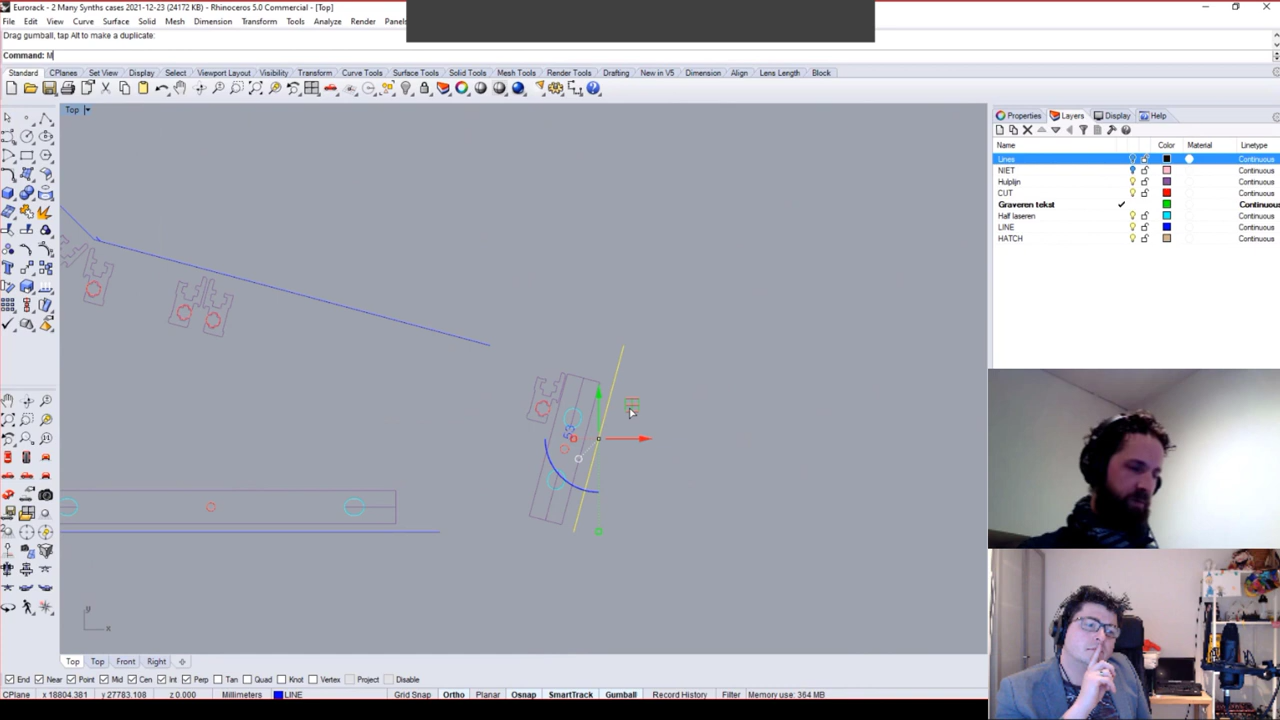 Eurorack - 2 Many Synths cases 2021-12-23 (24172 KB) - Rhinoceros 5.0 Commercial - [Top]
File Edit View Curve Surface Solid Mesh Dimension Transform Tools Analyze Render Panels
Drag gumball, tap Alt to make a duplicate:
Command: M
Standard CPlanes Set View Display Select Viewport Layout Visibility Transform Curve Tools Surface Tools Solid Tools Mesh Tools Render Tools Drafting New in V5 Dimension Align Lens Length Block
Top
Properties Layers Display Help
Name Color Material Linetype
Lines Continuous
NIET Continuous
Hulplijn Continuous
CUT Continuous
Graveren tekst Continuous
Half laseren Continuous
LINE Continuous
HATCH Continuous
53
y
x
Top Top Front Right
End Near Point Mid Cen Int Perp Tan Quad Knot Vertex Project Disable
CPlane x 18804.381 y 27783.108 z 0.000 Millimeters LINE Grid Snap Ortho Planar Osnap SmartTrack Gumball Record History Filter Memory use: 364 MB